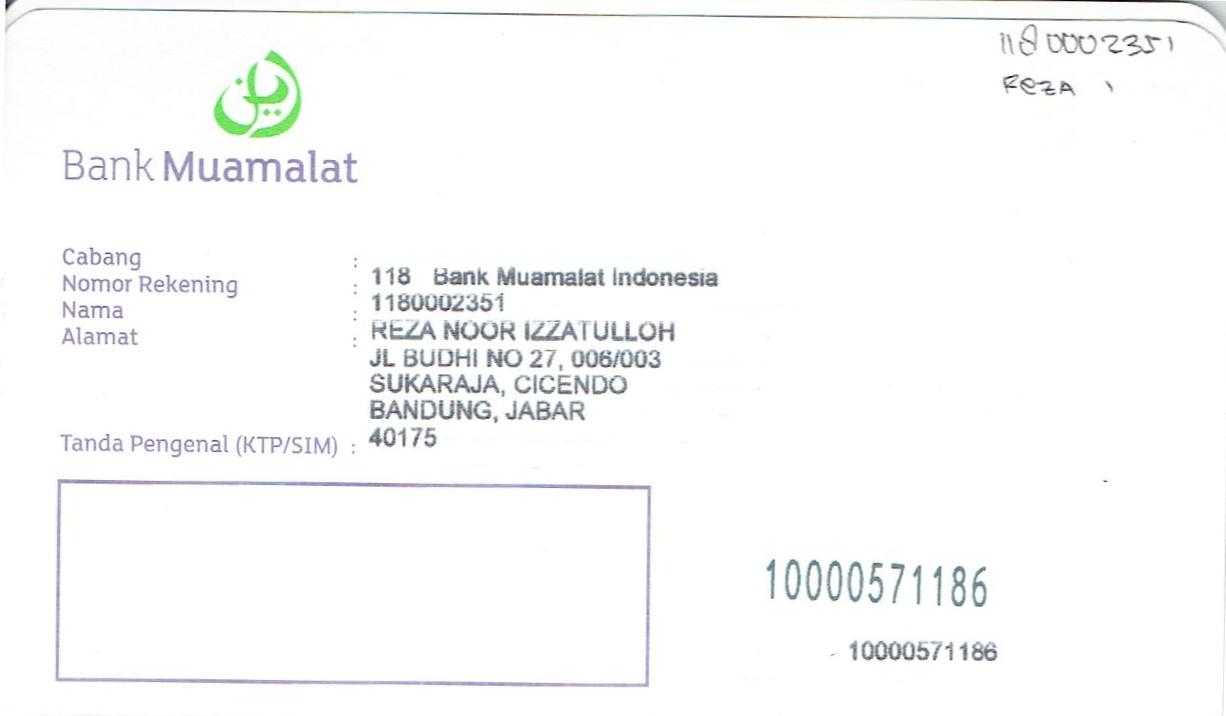 1180002351
REZA
Bank Muamalat
Cabang :
118 Bank Muamalat Indonesia
Nomor Rekening :
1180002351
Nama :
REZA NOOR IZZATULLOH
Alamat :
JL BUDHI NO 27, 006/003
SUKARAJA, CICENDO
BANDUNG, JABAR
40175
Tanda Pengenal (KTP/SIM) :
10000571186
10000571186